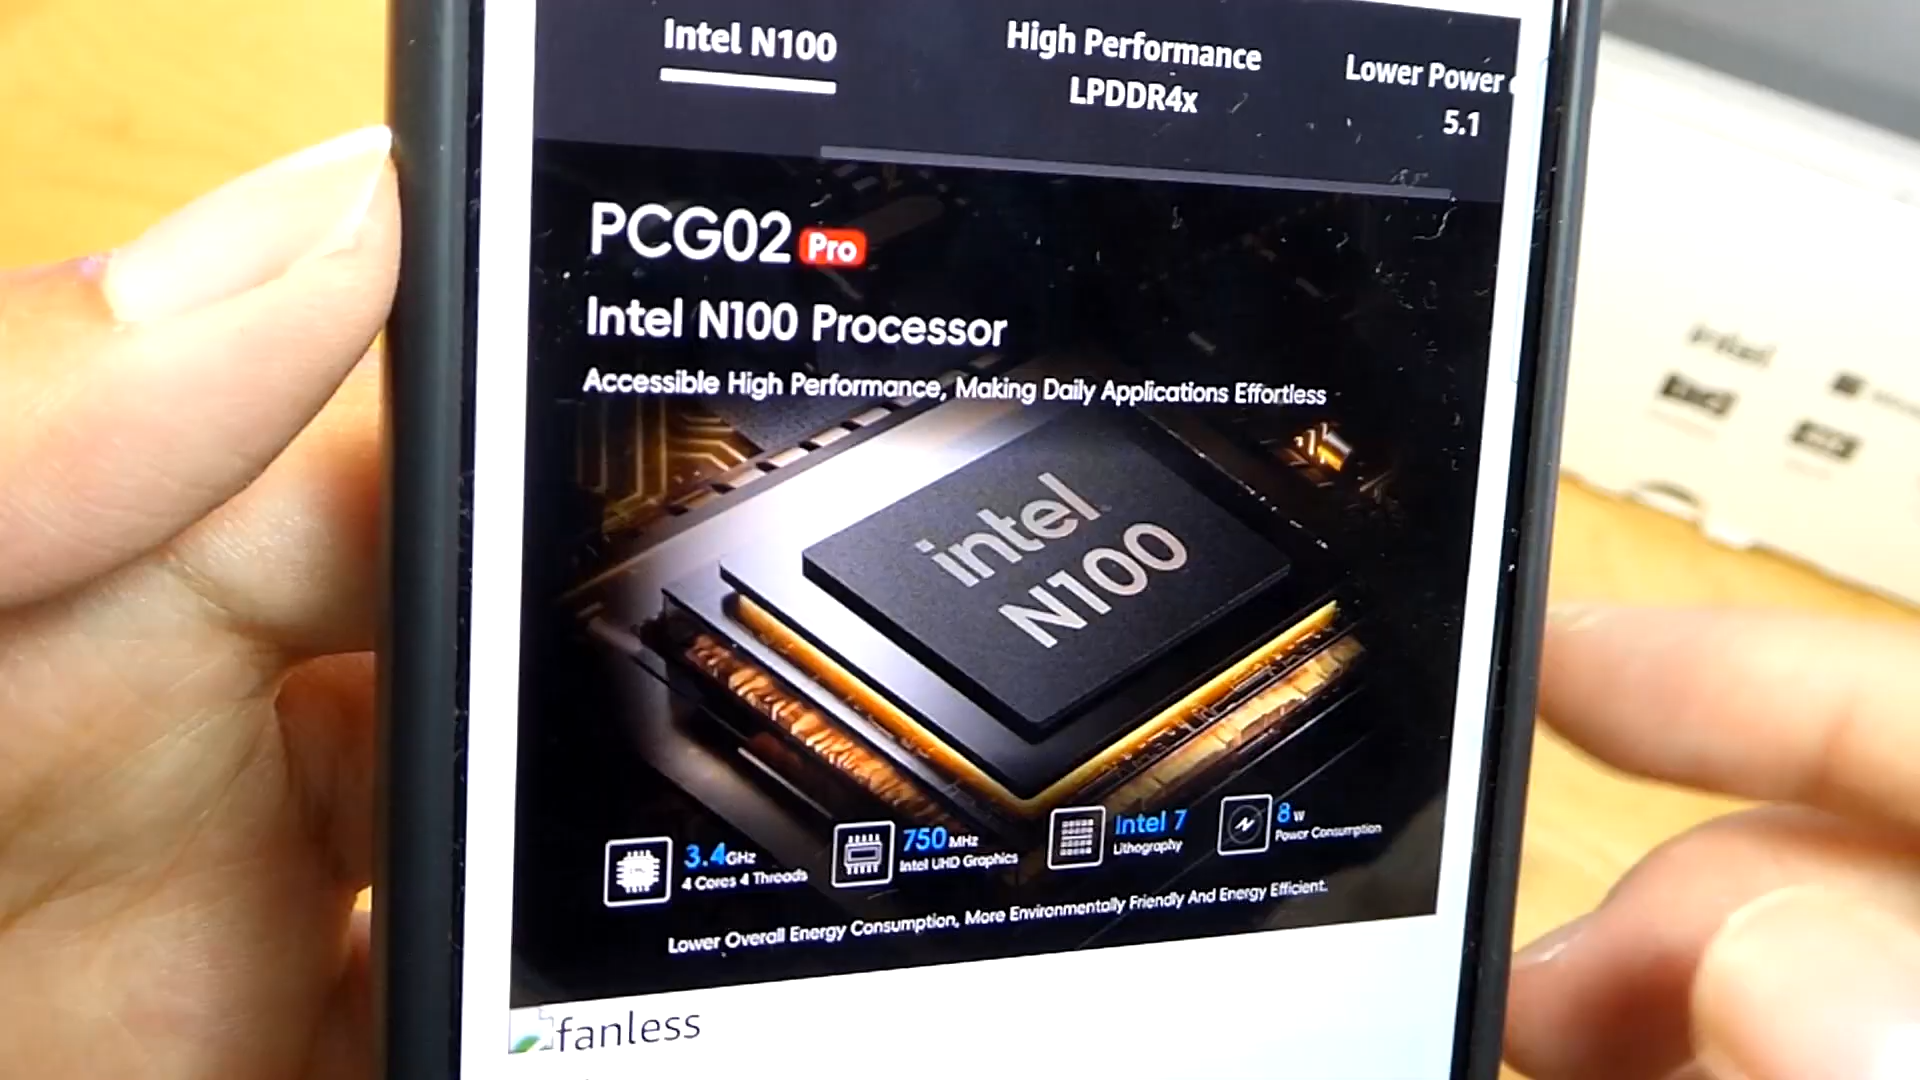 Intel N100
High Performance
LPDDR4x
Lower Power
5.1
PCG02 Pro
Intel N100 Processor
Accessible High Performance, Making Daily Applications Effortless
intel
N100
3.4GHz
4 Cores 4 Threads
750MHz
Intel UHD Graphics
Intel 7
Lithography
8w
Power Consumption
Lower Overall Energy Consumption, More Environmentally Friendly And Energy Efficient.
fanless